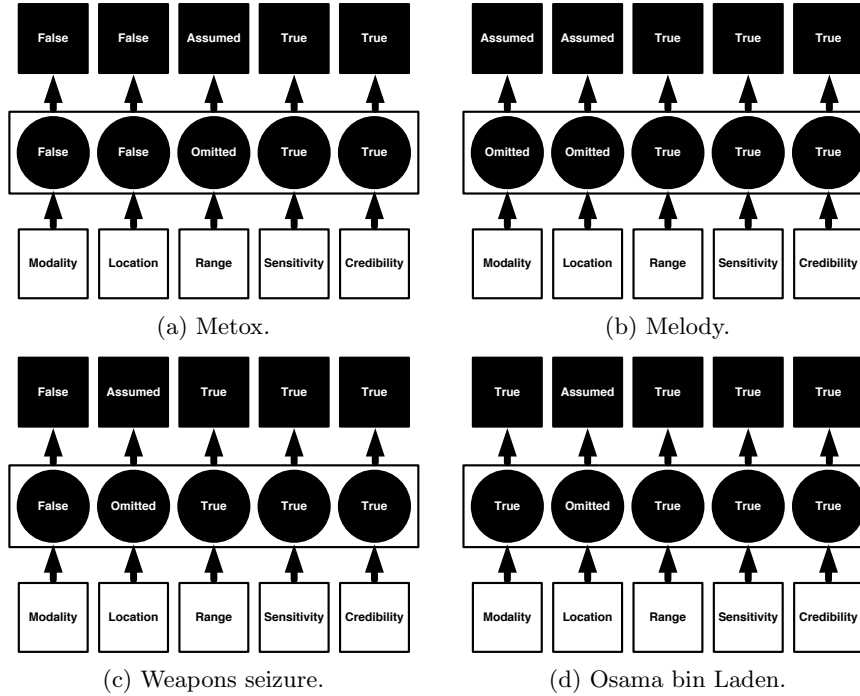 False False Assumed True True
False False Omitted True True
Modality Location Range Sensitivity Credibility
(a) Metox.
Assumed Assumed True True True
Omitted Omitted True True True
Modality Location Range Sensitivity Credibility
(b) Melody.
False Assumed True True True
False Omitted True True True
Modality Location Range Sensitivity Credibility
(c) Weapons seizure.
True Assumed True True True
True Omitted True True True
Modality Location Range Sensitivity Credibility
(d) Osama bin Laden.